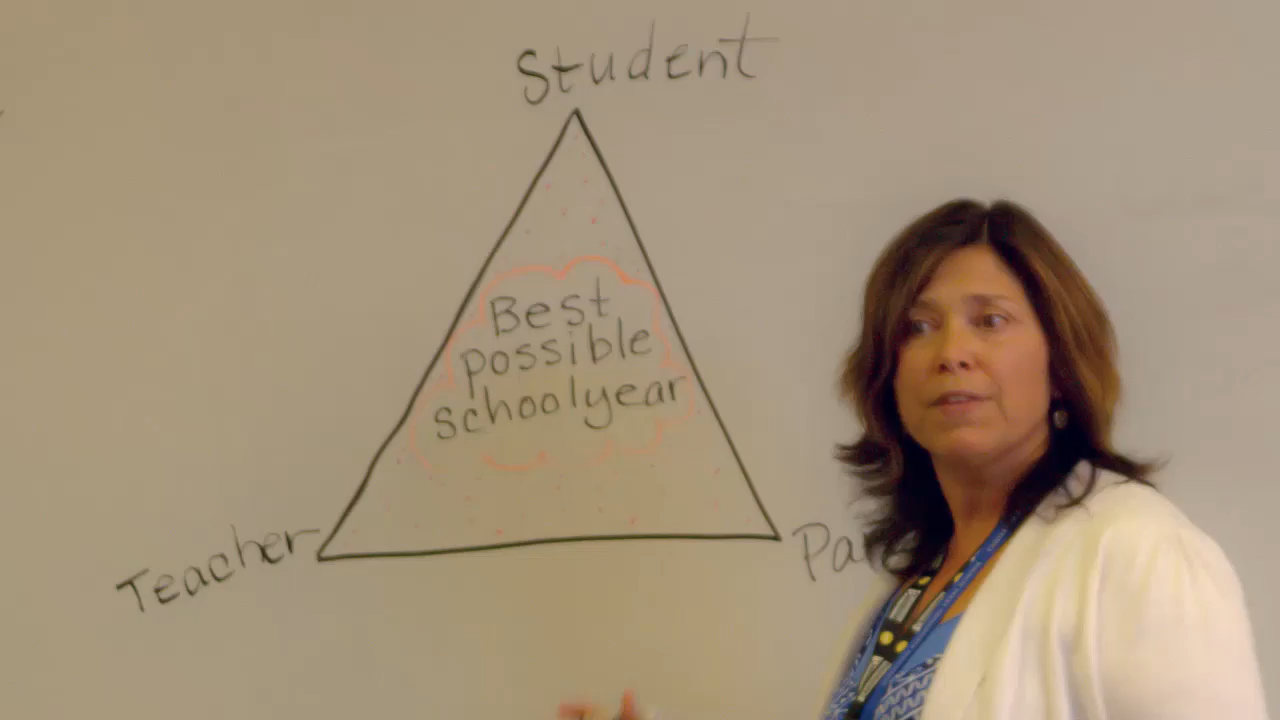 Student
Best
possible
schoolyear
Teacher